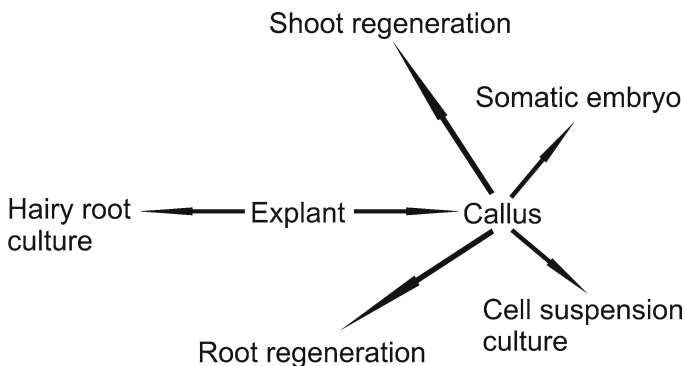 Shoot regeneration
Somatic embryo
Hairy root
culture
Explant
Callus
Cell suspension
culture
Root regeneration